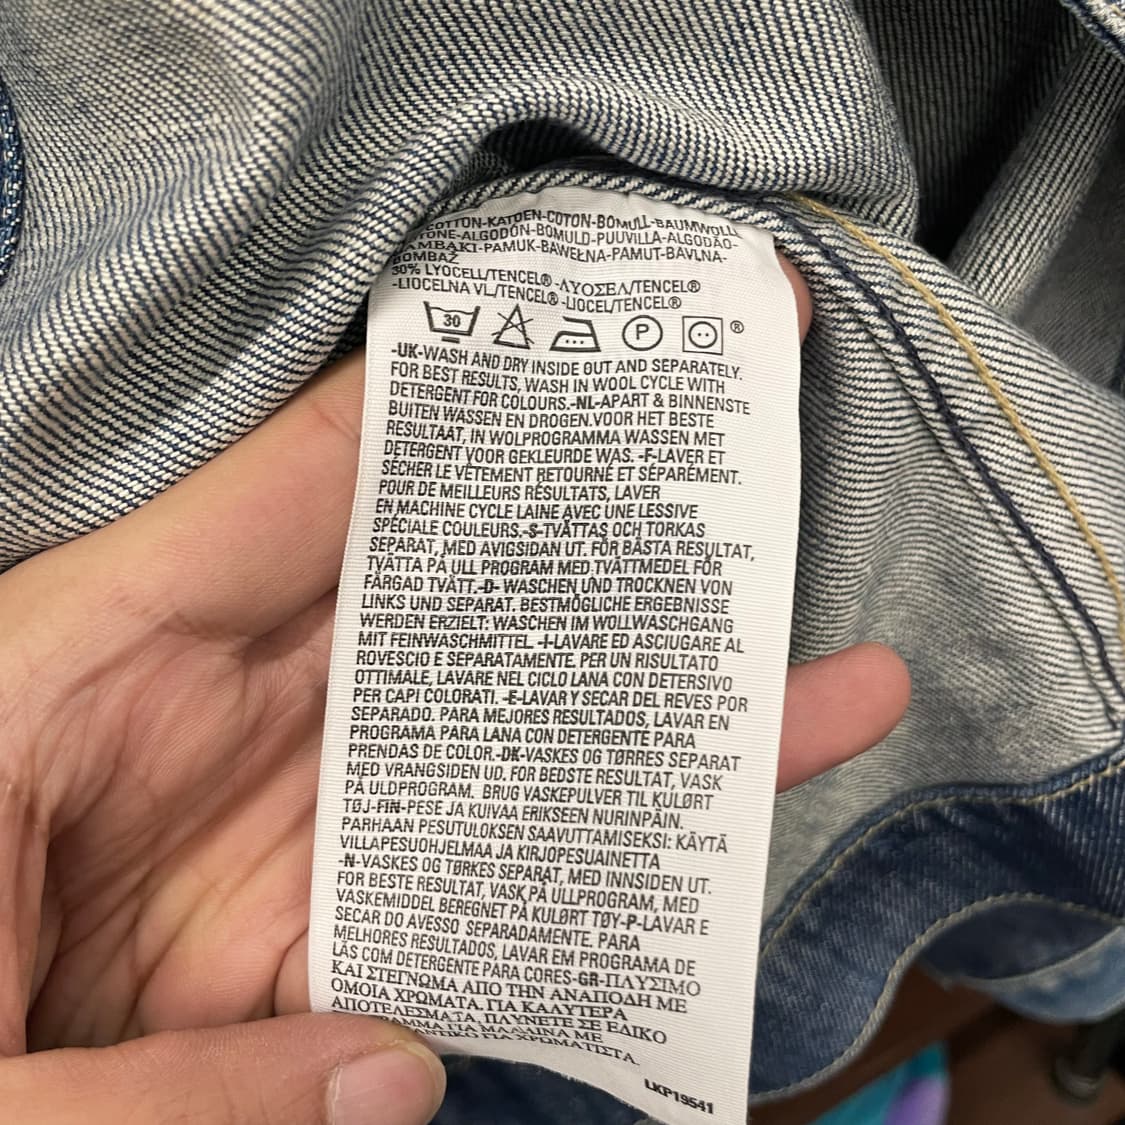 COTTON-KATOEN-COTON-BOMULL-BAUMWOLL
TONE-ALGODÓN-BOMULD-PUUVILLA-ALGODÃO-
AMBAKI-PAMUK-BAWEŁNA-PAMUT-BAVLNA-
BOMBAŽ
30% LYOCELL/TENCEL®-ΛΥΟΣΕΛ/TENCEL®
-LIOCELNA VL/TENCEL®-LIOCEL/TENCEL®
30 P ®
-UK-WASH AND DRY INSIDE OUT AND SEPARATELY.
FOR BEST RESULTS, WASH IN WOOL CYCLE WITH
DETERGENT FOR COLOURS.-NL-APART & BINNENSTE
BUITEN WASSEN EN DROGEN.VOOR HET BESTE
RESULTAAT, IN WOLPROGRAMMA WASSEN MET
DETERGENT VOOR GEKLEURDE WAS. -F-LAVER ET
SÉCHER LE VÊTEMENT RETOURNÉ ET SÉPARÉMENT.
POUR DE MEILLEURS RÉSULTATS, LAVER
EN MACHINE CYCLE LAINE AVEC UNE LESSIVE
SPÉCIALE COULEURS.-S-TVÄTTAS OCH TORKAS
SEPARAT, MED AVIGSIDAN UT. FÖR BÄSTA RESULTAT,
TVÄTTA PÅ ULL PROGRAM MED TVÄTTMEDEL FÖR
FÄRGAD TVÄTT.-D- WASCHEN UND TROCKNEN VON
LINKS UND SEPARAT. BESTMÖGLICHE ERGEBNISSE
WERDEN ERZIELT: WASCHEN IM WOLLWASCHGANG
MIT FEINWASCHMITTEL -I-LAVARE ED ASCIUGARE AL
ROVESCIO E SEPARATAMENTE. PER UN RISULTATO
OTTIMALE, LAVARE NEL CICLO LANA CON DETERSIVO
PER CAPI COLORATI. -E-LAVAR Y SECAR DEL REVES POR
SEPARADO. PARA MEJORES RESULTADOS, LAVAR EN
PROGRAMA PARA LANA CON DETERGENTE PARA
PRENDAS DE COLOR.-DK-VASKES OG TØRRES SEPARAT
MED VRANGSIDEN UD. FOR BEDSTE RESULTAT, VASK
PÅ ULDPROGRAM. BRUG VASKEPULVER TIL KULØRT
TØJ-FIN-PESE JA KUIVAA ERIKSEEN NURINPÄIN.
PARHAAN PESUTULOKSEN SAAVUTTAMISEKSI: KÄYTÄ
VILLAPESUOHJELMAA JA KIRJOPESUAINETTA
-N-VASKES OG TØRKES SEPARAT, MED INNSIDEN UT.
FOR BESTE RESULTAT, VASK PÅ ULLPROGRAM, MED
VASKEMIDDEL BEREGNET PÅ KULØRT TØY-P-LAVAR E
SECAR DO AVESSO SEPARADAMENTE. PARA
MELHORES RESULTADOS, LAVAR EM PROGRAMA DE
LÃS COM DETERGENTE PARA CORES-GR-ΠΛΥΣΙΜΟ
ΚΑΙ ΣΤΕΓΝΩΜΑ ΑΠΟ ΤΗΝ ΑΝΑΠΟΔΗ ΜΕ
ΟΜΟΙΑ ΧΡΩΜΑΤΑ. ΓΙΑ ΚΑΛΥΤΕΡΑ
ΑΠΟΤΕΛΕΣΜΑΤΑ, ΠΛΥΝΕΤΕ ΣΕ ΕΔΙΚΟ
ΓΙΑ ΜΑΛΛΙΝΑ ΜΕ
ΓΙΑ ΧΡΩΜΑΤΙΣΤΑ.
LKP19541